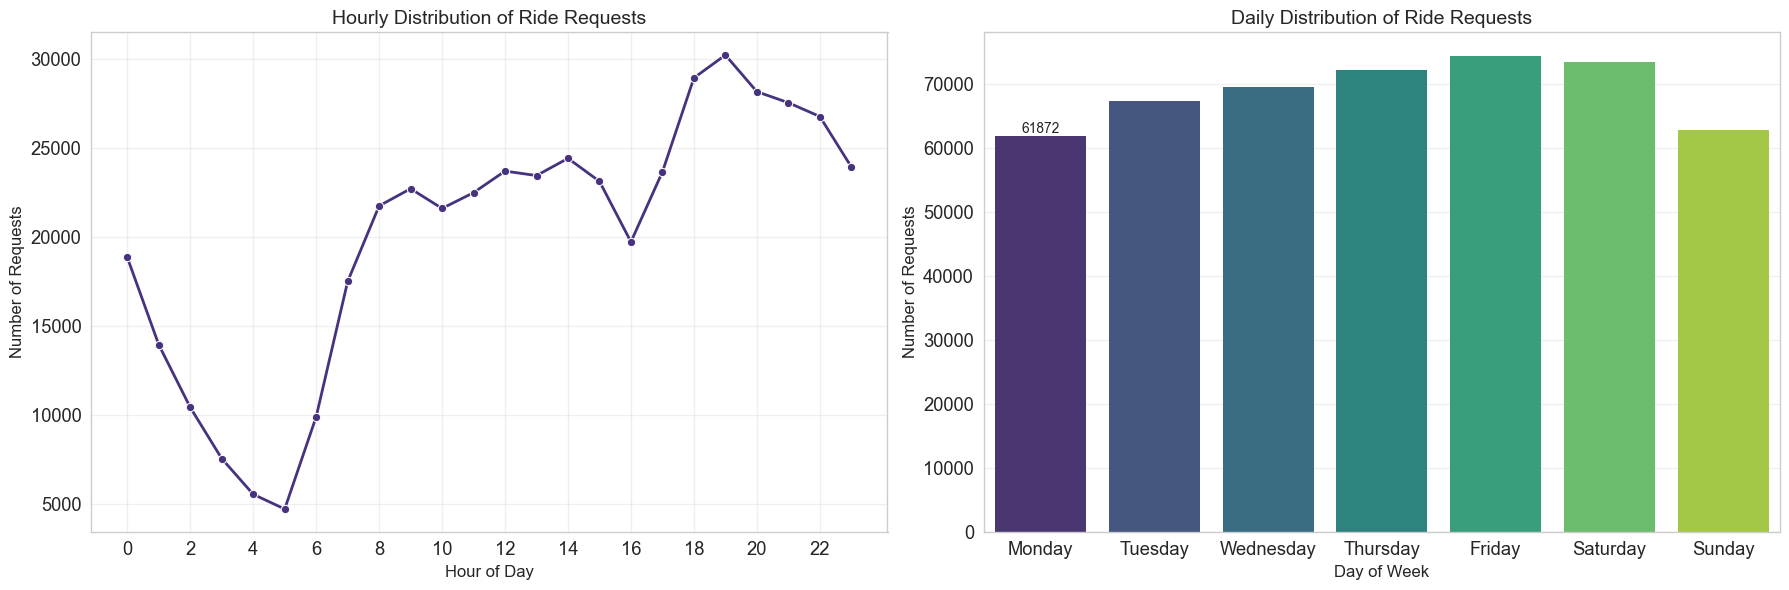 Hourly Distribution of Ride Requests
Number of Requests
30000
25000
20000
15000
10000
5000
0 2 4 6 8 10 12 14 16 18 20 22
Hour of Day
Daily Distribution of Ride Requests
Number of Requests
70000
60000
50000
40000
30000
20000
10000
0
61872
Monday Tuesday Wednesday Thursday Friday Saturday Sunday
Day of Week